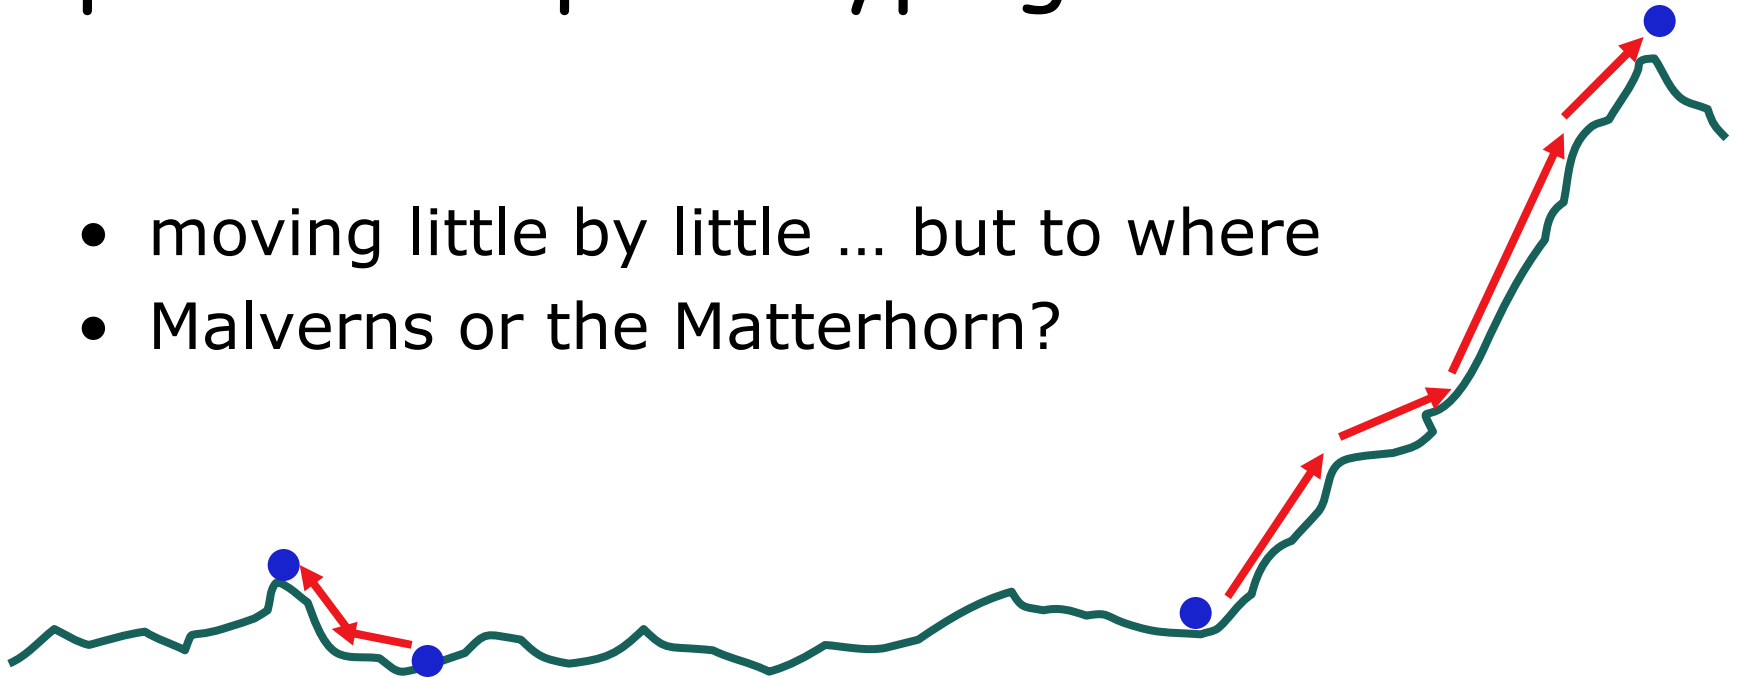 • moving little by little … but to where
• Malverns or the Matterhorn?